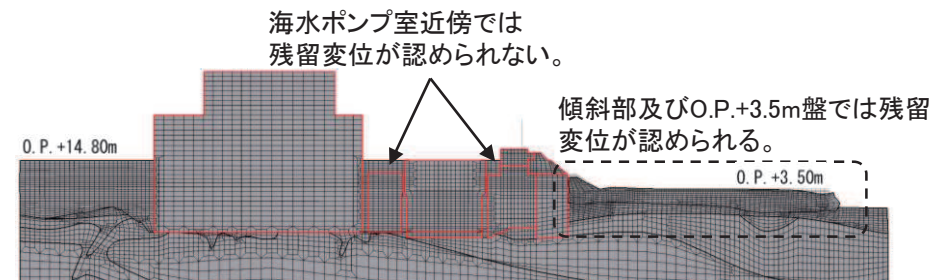 海水ポンプ室近傍では
残留変位が認められない。
傾斜部及びO.P.+3.5m盤では残留
変位が認められる。
O.P.+14.80m
O.P.+3.50m